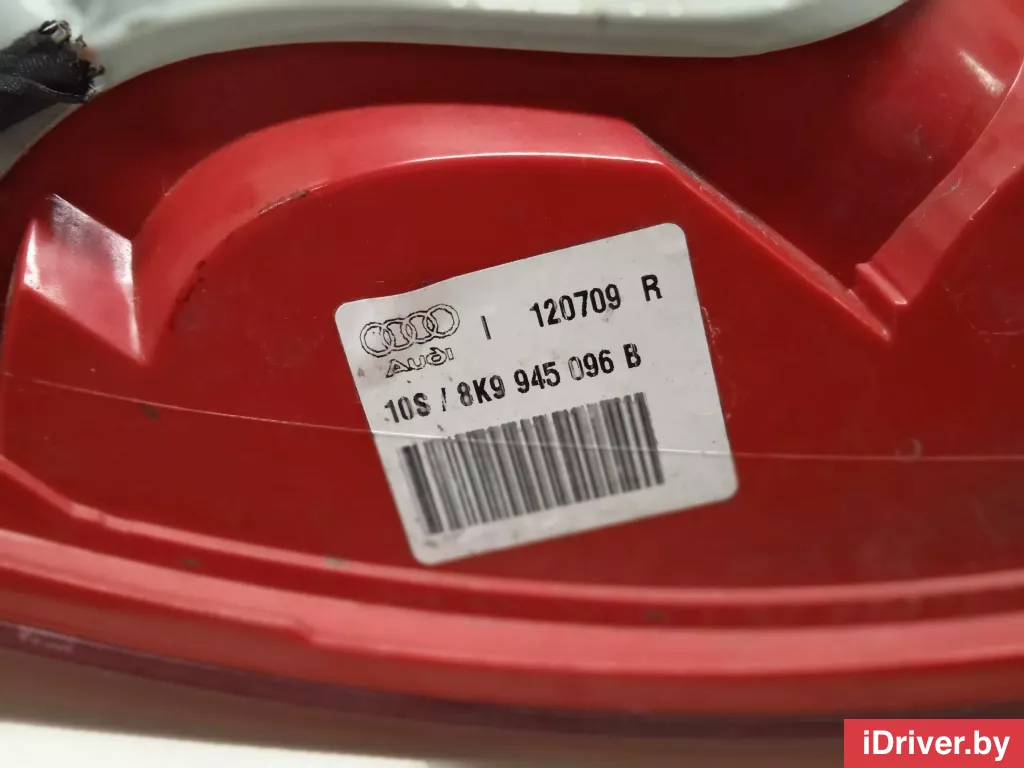 I 120709 R
Audi
10S / 8K9 945 096 B
iDriver.by